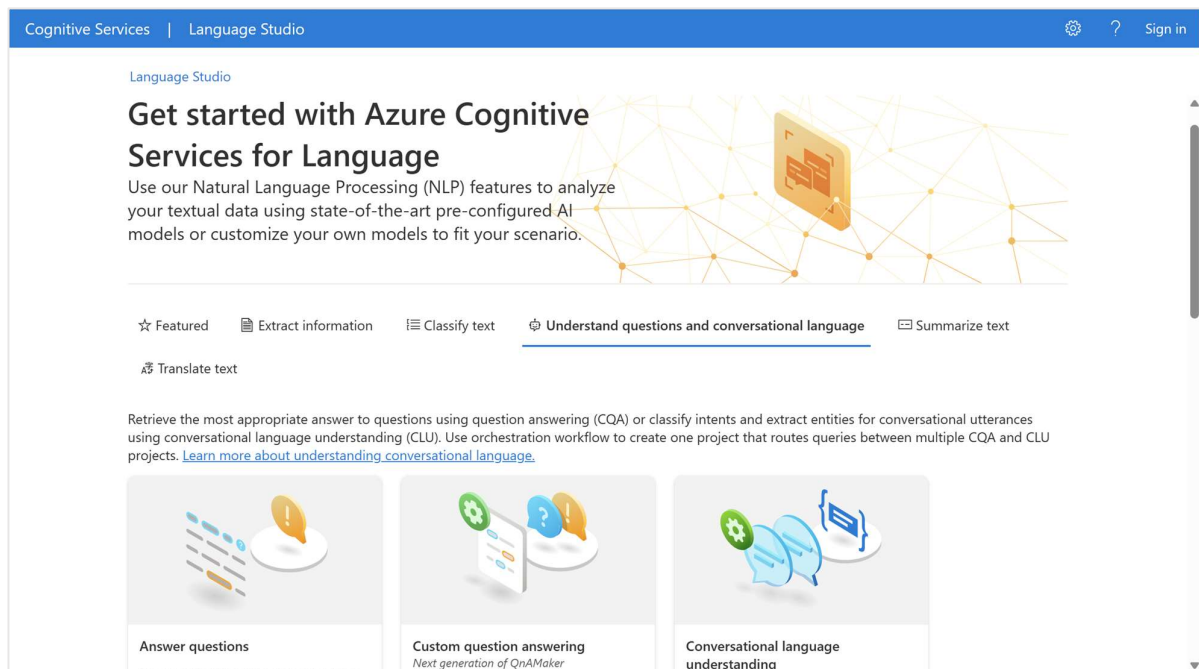 Cognitive Services | Language Studio
? Sign in
Language Studio
Get started with Azure Cognitive
Services for Language
Use our Natural Language Processing (NLP) features to analyze
your textual data using state-of-the-art pre-configured AI
models or customize your own models to fit your scenario.
Featured Extract information Classify text Understand questions and conversational language Summarize text
Translate text
Retrieve the most appropriate answer to questions using question answering (CQA) or classify intents and extract entities for conversational utterances
using conversational language understanding (CLU). Use orchestration workflow to create one project that routes queries between multiple CQA and CLU
projects. Learn more about understanding conversational language.
Answer questions
Custom question answering
Next generation of QnAMaker
Conversational language
understanding